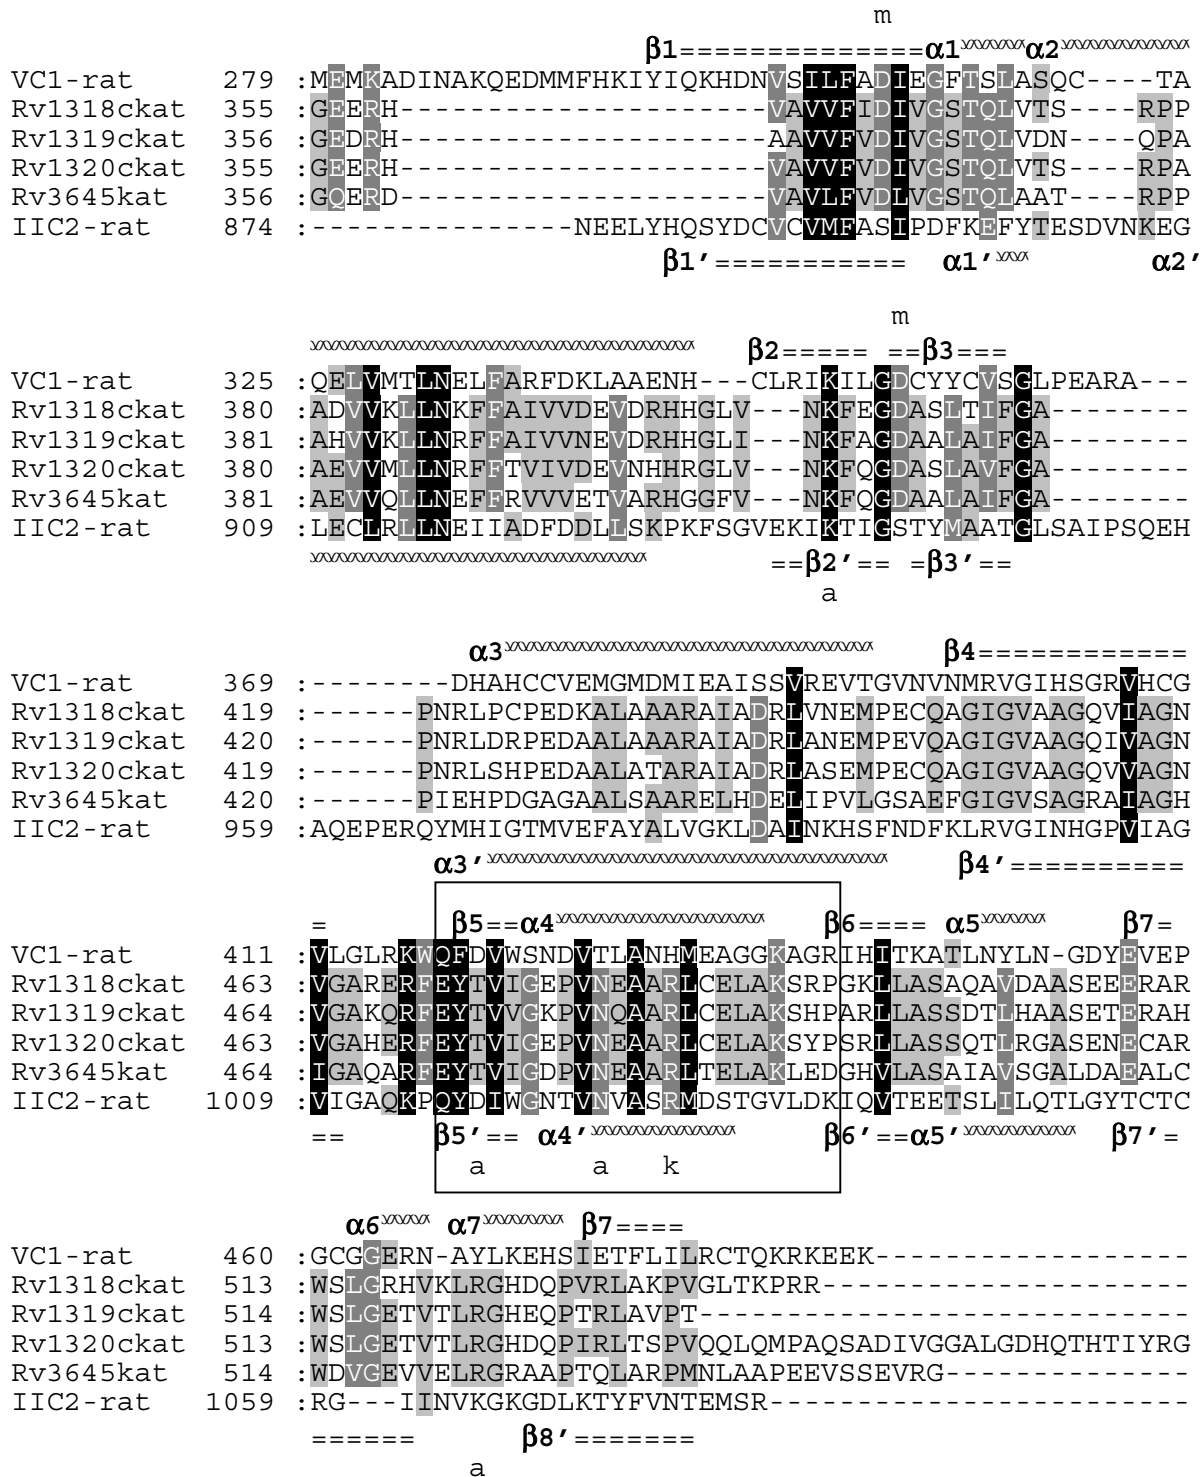 m
β1==============α1 α2
VC1-rat 279 :MEMKADINAKQEDMMFHKIYIQKHDNVSILFADIEGFTSLASQC----TA
Rv1318ckat 355 :GEERH---------------------VAVVFIDIVGSTQLVTS----RPP
Rv1319ckat 356 :GEDRH---------------------AAVVFVDIVGSTQLVDN----QPA
Rv1320ckat 355 :GEERH---------------------VAVVFVDIVGSTQLVTS----RPA
Rv3645kat 356 :GQERD---------------------VAVLFVDLVGSTQLAAT----RPP
IIC2-rat 874 :---------------NEELYHQSYDCVCVMFASIPDFKEFYTESDVNKEG
β1'=========== α1' α2'
m
β2===== ==β3===
VC1-rat 325 :QELVMTLNELFARFDKLAAENH---CLRIKILGDCYYCVSGLPEARA---
Rv1318ckat 380 :ADVVKLLNKFFAIVVDEVDRHHGLV---NKFEGDASLTIFGA--------
Rv1319ckat 381 :AHVVKLLNRFFAIVVNEVDRHHGLI---NKFAGDAALAIFGA--------
Rv1320ckat 380 :AEVVMLLNRFFTVIVDEVNHHRGLV---NKFQGDASLAVFGA--------
Rv3645kat 381 :AEVVQLLNEFFRVVVETVARHGGFV---NKFQGDAALAIFGA--------
IIC2-rat 909 :LECLRLLNEIIADFDDLLSKPKFSGVEKIKTIGSTYMAATGLSAIPSQEH
==β2'== =β3'==
a
α3 β4============
VC1-rat 369 :--------DHAHCCVEMGMDMIEAISSVREVTGVNVNMRVGIHSGRVHCG
Rv1318ckat 419 :------PNRLPCPEDKALAAARAIADRLVNEMPECQAGIGVAAGQVIAGN
Rv1319ckat 420 :------PNRLDRPEDAALAAARAIADRLANEMPEVQAGIGVAAGQIVAGN
Rv1320ckat 419 :------PNRLSHPEDAALATARAIADRLASEMPECQAGIGVAAGQVVAGN
Rv3645kat 420 :------PIEHPDGAGAALSAARELHDELIPVLGSAEFGIGVSAGRAIAGH
IIC2-rat 959 :AQEPERQYMHIGTMVEFAYALVGKLDAINKHSFNDFKLRVGINHGPVIAG
α3' β4'==========
= β5==α4 β6==== α5 β7=
VC1-rat 411 :VLGLRKWQFDVWSNDVTLANHMEAGGKAGRIHITKATLNYLN-GDYEVEP
Rv1318ckat 463 :VGARERFEYTVIGEPVNEAARLCELAKSRPGKLLASAQAVDAASEEERAR
Rv1319ckat 464 :VGAKQRFEYTVVGKPVNQAARLCELAKSHPARLLASSDTLHAASETERAH
Rv1320ckat 463 :VGAHERFEYTVIGEPVNEAARLCELAKSYPSRLLASSQTLRGASENECAR
Rv3645kat 464 :IGAQARFEYTVIGDPVNEAARLTELAKLEDGHVLASAIAVSGALDAEALC
IIC2-rat 1009 :VIGAQKPQYDIWGNTVNVASRMDSTGVLDKIQVTEETSLILQTLGYTCTC
== β5'== α4' β6'==α5' β7'=
a a k
α6 α7 β7====
VC1-rat 460 :GCGGERN-AYLKEHSIETFLILRCTQKRKEEK------------------
Rv1318ckat 513 :WSLGRHVKLRGHDQPVRLAKPVGLTKPRR---------------------
Rv1319ckat 514 :WSLGETVTLRGHEQPTRLAVPT----------------------------
Rv1320ckat 513 :WSLGETVTLRGHDQPIRLTSPVQQLQMPAQSADIVGGALGDHQTHTIYRG
Rv3645kat 514 :WDVGEVVELRGRAAPTQLARPMNLAAPEEVSSEVRG--------------
IIC2-rat 1059 :RG---IINVKGKGDLKTYFVNTEMSR------------------------
====== β8'=======
a